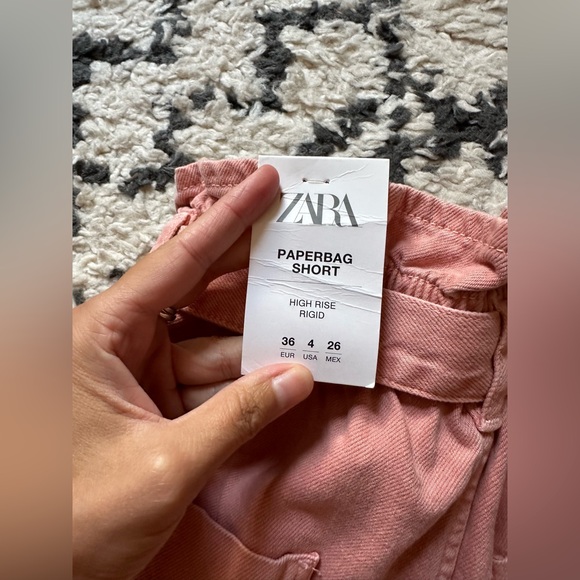 ZARA
PAPERBAG
SHORT
HIGH RISE
RIGID
36 4 26
EUR USA MEX